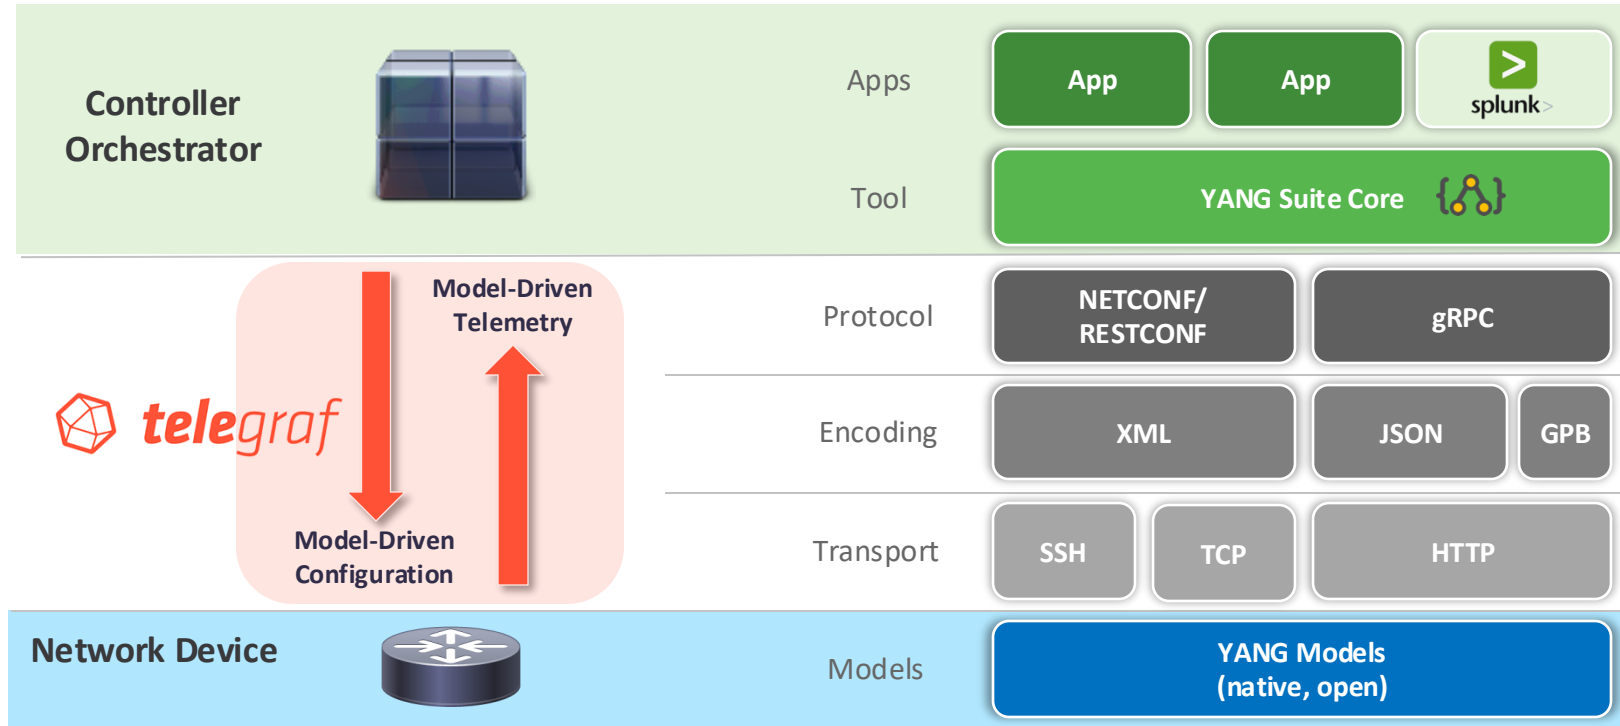 Controller
Orchestrator
Apps
App
App
>
splunk>
Tool
YANG Suite Core
{ }
Model-Driven
Telemetry
telegraf
Model-Driven
Configuration
Protocol
NETCONF/
RESTCONF
gRPC
Encoding
XML
JSON
GPB
Transport
SSH
TCP
HTTP
Network Device
Models
YANG Models
(native, open)